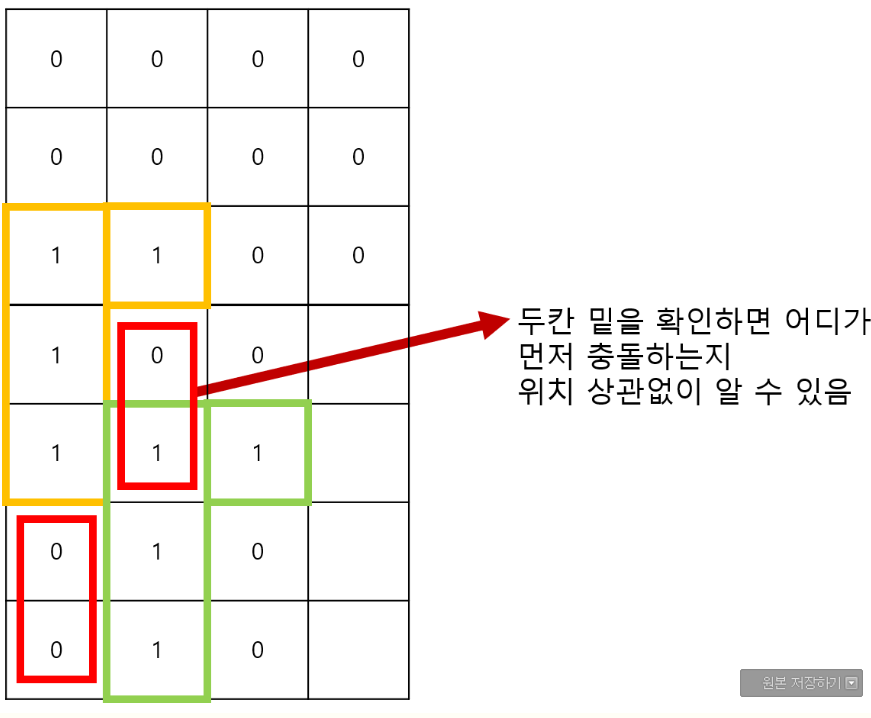 0 0 0 0
0 0 0 0
1 1 0 0
1 0 0
1 1 1
0 1 0
0 1 0
두칸 밑을 확인하면 어디가
먼저 충돌하는지
위치 상관없이 알 수 있음
원본 저장하기